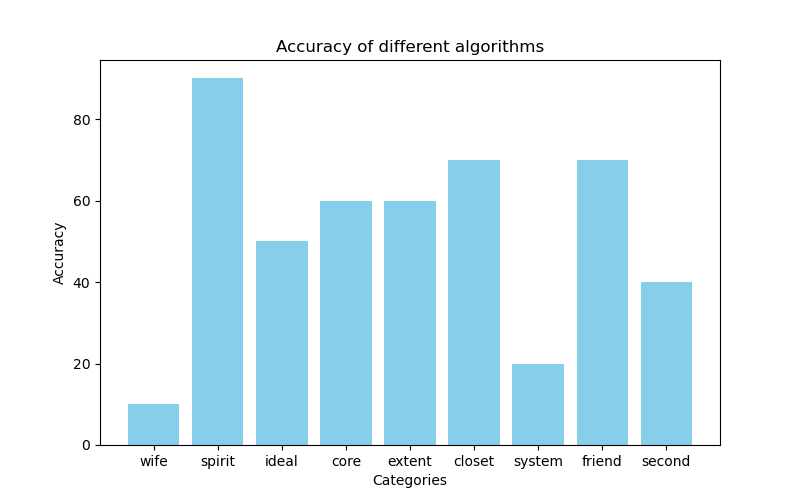 Accuracy of different algorithms
Accuracy
80
60
40
20
0
wife spirit ideal core extent closet system friend second
Categories